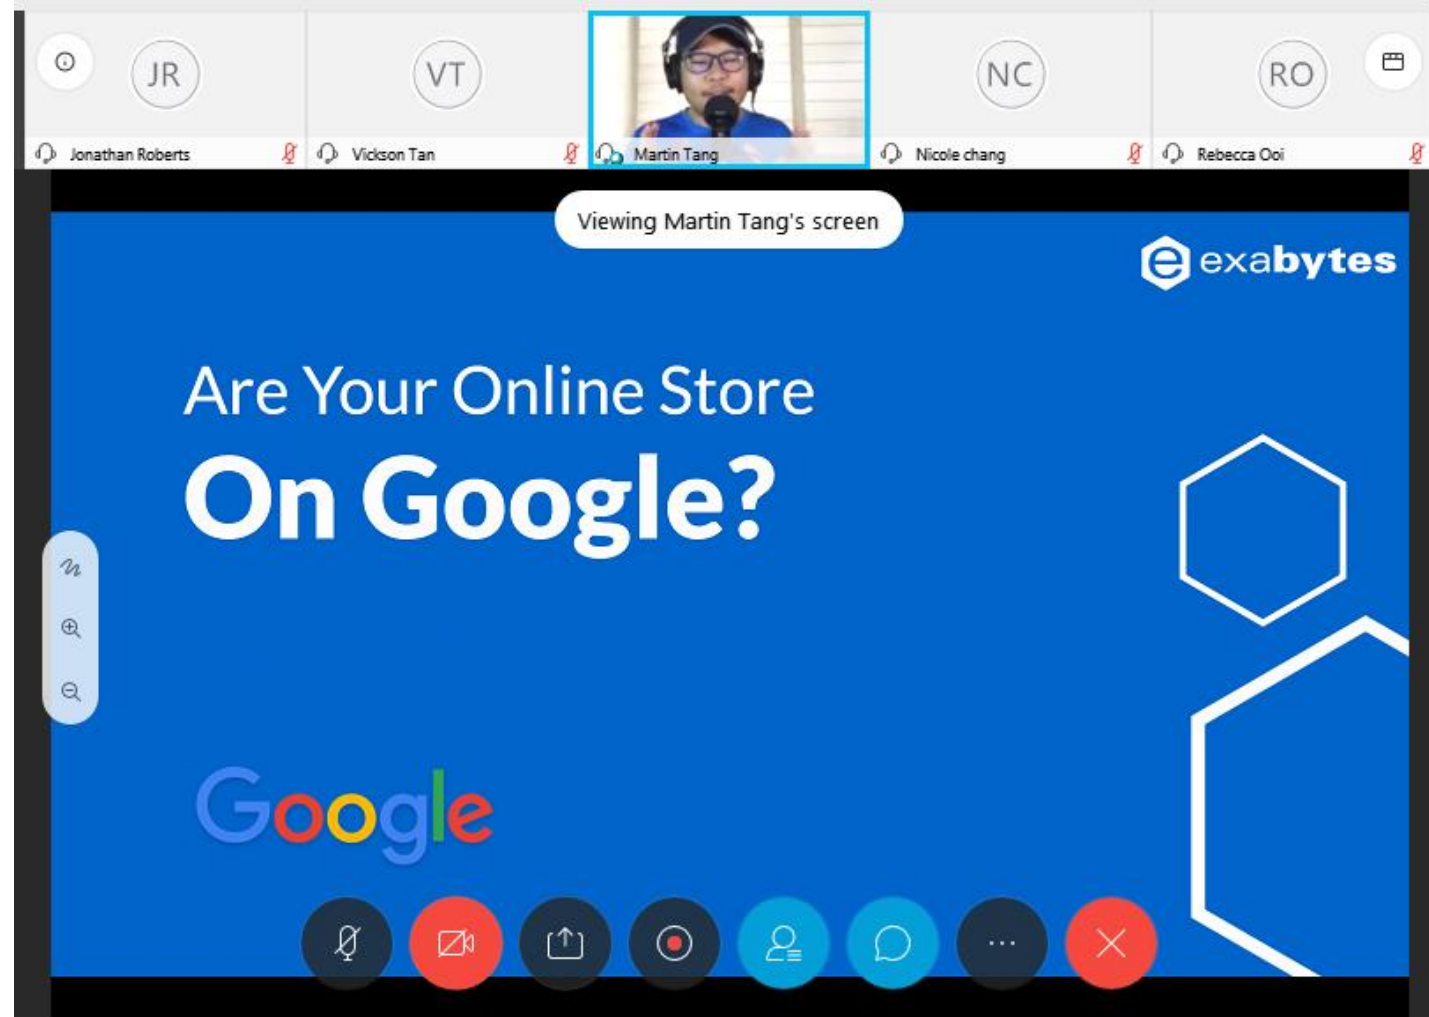 JR
VT
NC
RO
Jonathan Roberts
Vickson Tan
Martin Tang
Nicole chang
Rebecca Ooi
Viewing Martin Tang's screen
exabytes
Are Your Online Store
On Google?
Google